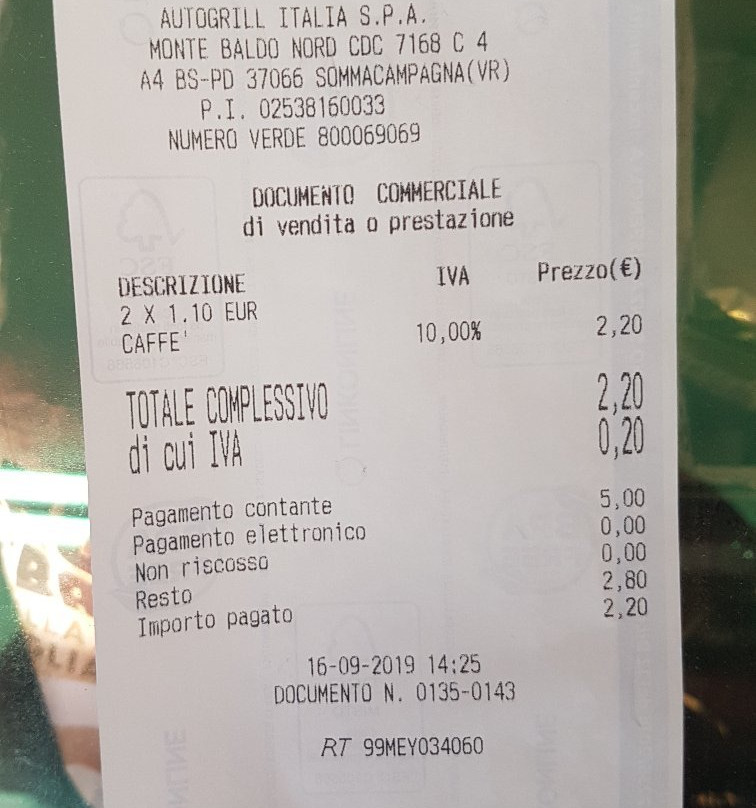 AUTOGRILL ITALIA S.P.A.
MONTE BALDO NORD CDC 7168 C 4
A4 BS-PD 37066 SOMMACAMPAGNA(VR)
P.I. 02538160033
NUMERO VERDE 800069069
DOCUMENTO COMMERCIALE
di vendita o prestazione
DESCRIZIONE IVA Prezzo(€)
2 X 1.10 EUR
CAFFE' 10,00% 2,20
TOTALE COMPLESSIVO 2,20
di cui IVA 0,20
Pagamento contante 5,00
Pagamento elettronico 0,00
Non riscosso 0,00
Resto 2,80
Importo pagato 2,20
16-09-2019 14:25
DOCUMENTO N. 0135-0143
RT 99MEY034060